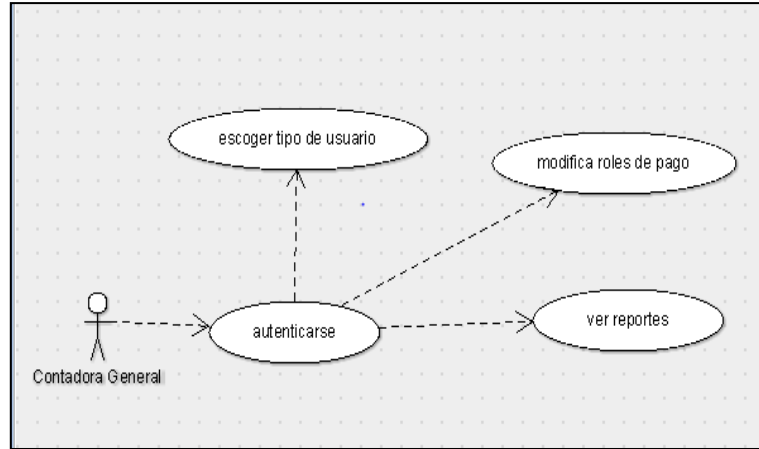 escoger tipo de usuario
modifica roles de pago
autenticarse
ver reportes
Contadora General